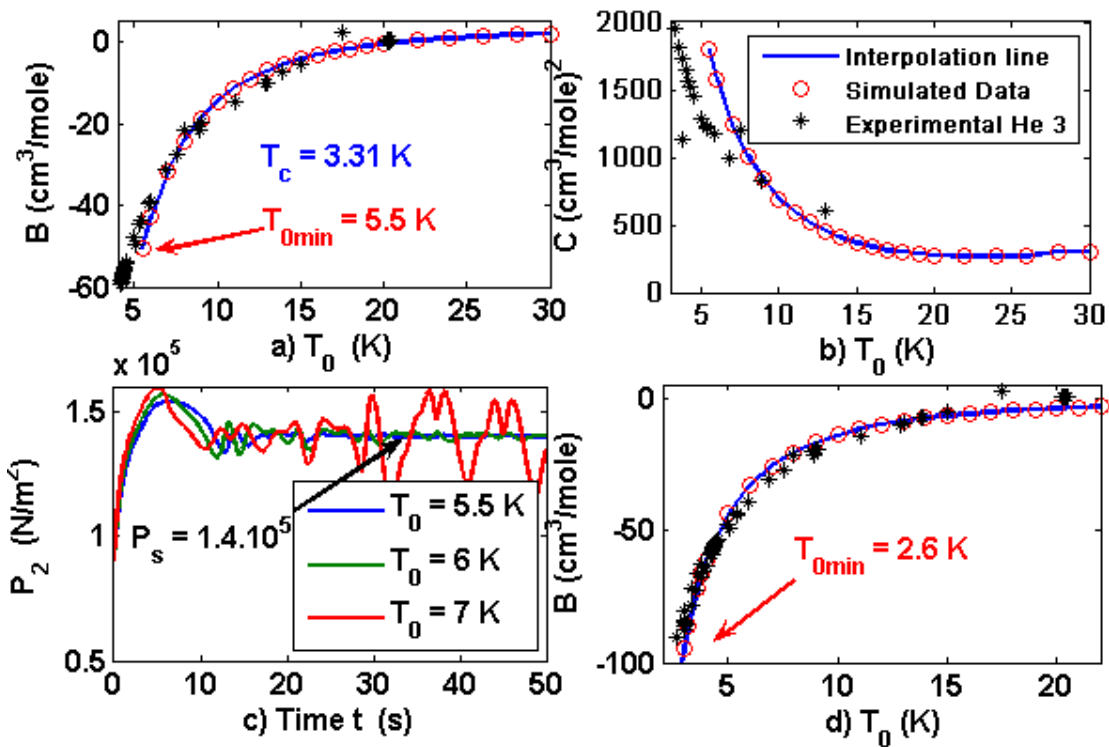 0
-20
-40
-60
B (cm³/mole)
T_c = 3.31 K
T_0min = 5.5 K
5 10 15 20 25 30
a) T_0 (K)
2000
1500
1000
500
0
C (cm³/mole)²
Interpolation line
Simulated Data
Experimental He 3
5 10 15 20 25 30
b) T_0 (K)
x 10⁵
1.5
1
0.5
P_2 (N/m²)
P_s = 1.4.10⁵
T_0 = 5.5 K
T_0 = 6 K
T_0 = 7 K
0 10 20 30 40 50
c) Time t (s)
0
-50
-100
B (cm³/mole)
T_0min = 2.6 K
5 10 15 20
d) T_0 (K)